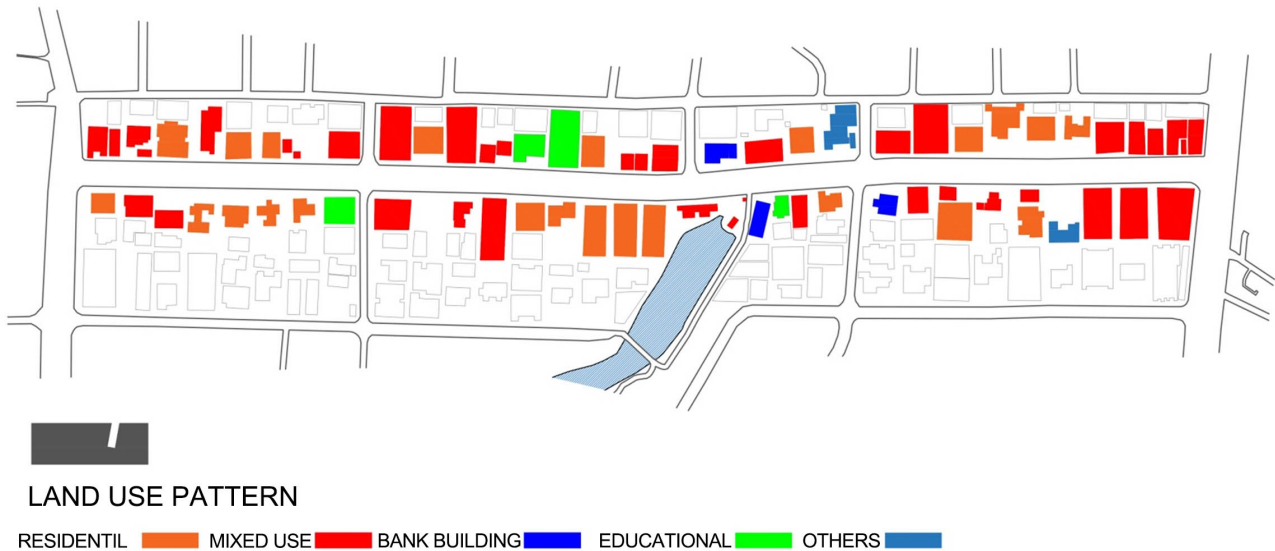 LAND USE PATTERN
RESIDENTIL MIXED USE BANK BUILDING EDUCATIONAL OTHERS